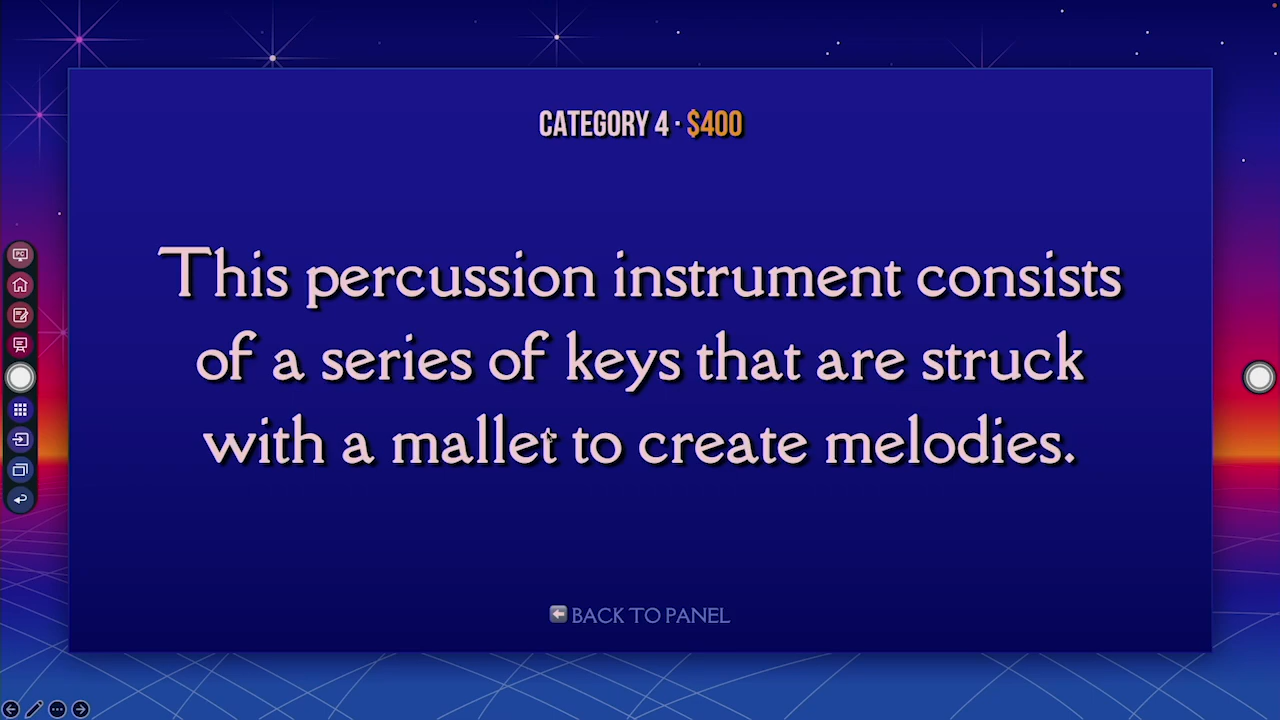 CATEGORY 4 · $400
This percussion instrument consists
of a series of keys that are struck
with a mallet to create melodies.
BACK TO PANEL
PC